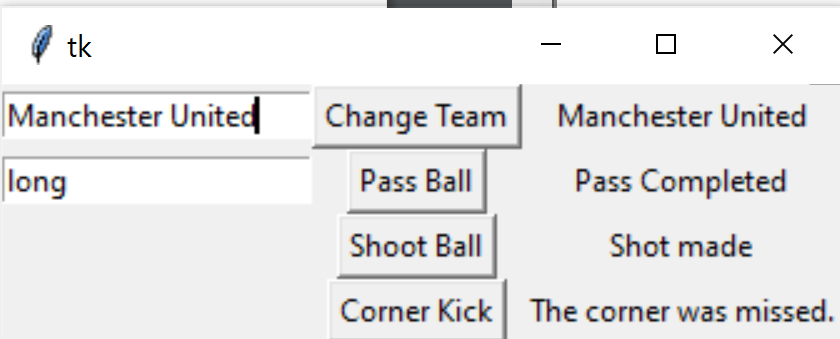 tk
Manchester United Change Team Manchester United
long Pass Ball Pass Completed
Shoot Ball Shot made
Corner Kick The corner was missed.